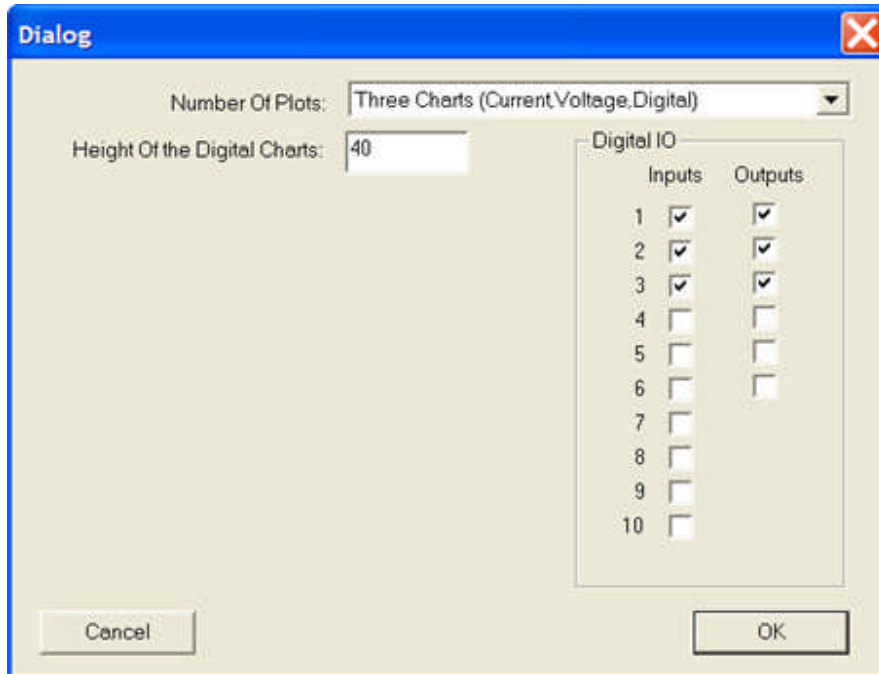 Dialog
Number Of Plots: Three Charts (Current,Voltage,Digital)
Height Of the Digital Charts: 40
Digital IO
Inputs Outputs
1
2
3
4
5
6
7
8
9
10
Cancel OK